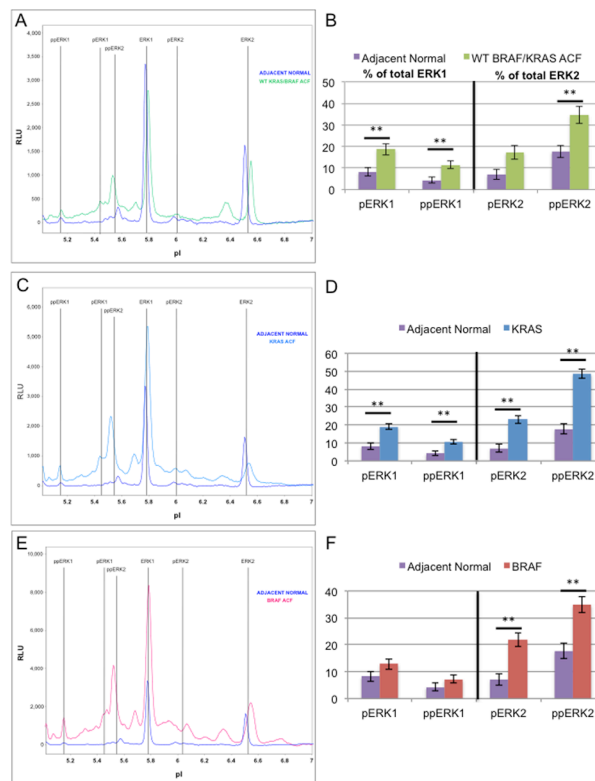 A
ppERK1 pERK1 ERK1 pERK2 ERK2
ppERK2
ADJACENT NORMAL
WT KRAS/BRAF ACF
RLU
4,000
3,500
3,000
2,500
2,000
1,500
1,000
500
0
5.2 5.4 5.6 5.8 6 6.2 6.4 6.6 6.8 7
pI
B
Adjacent Normal WT BRAF/KRAS ACF
% of total ERK1 % of total ERK2
50
40
30
20
10
0
** ** **
pERK1 ppERK1 pERK2 ppERK2
C
ppERK1 pERK1 ERK1 pERK2 ERK2
ppERK2
ADJACENT NORMAL
KRAS ACF
RLU
6,000
5,000
4,000
3,000
2,000
1,000
0
5.2 5.4 5.6 5.8 6 6.2 6.4 6.6 6.8 7
pI
D
Adjacent Normal KRAS
60
50
40
30
20
10
0
** ** ** **
pERK1 ppERK1 pERK2 ppERK2
E
ppERK1 pERK1 ERK1 pERK2 ERK2
ppERK2
ADJACENT NORMAL
BRAF ACF
RLU
10,000
8,000
6,000
4,000
2,000
0
5.2 5.4 5.6 5.8 6 6.2 6.4 6.6 6.8 7
pI
F
Adjacent Normal BRAF
40
30
20
10
0
** **
pERK1 ppERK1 pERK2 ppERK2